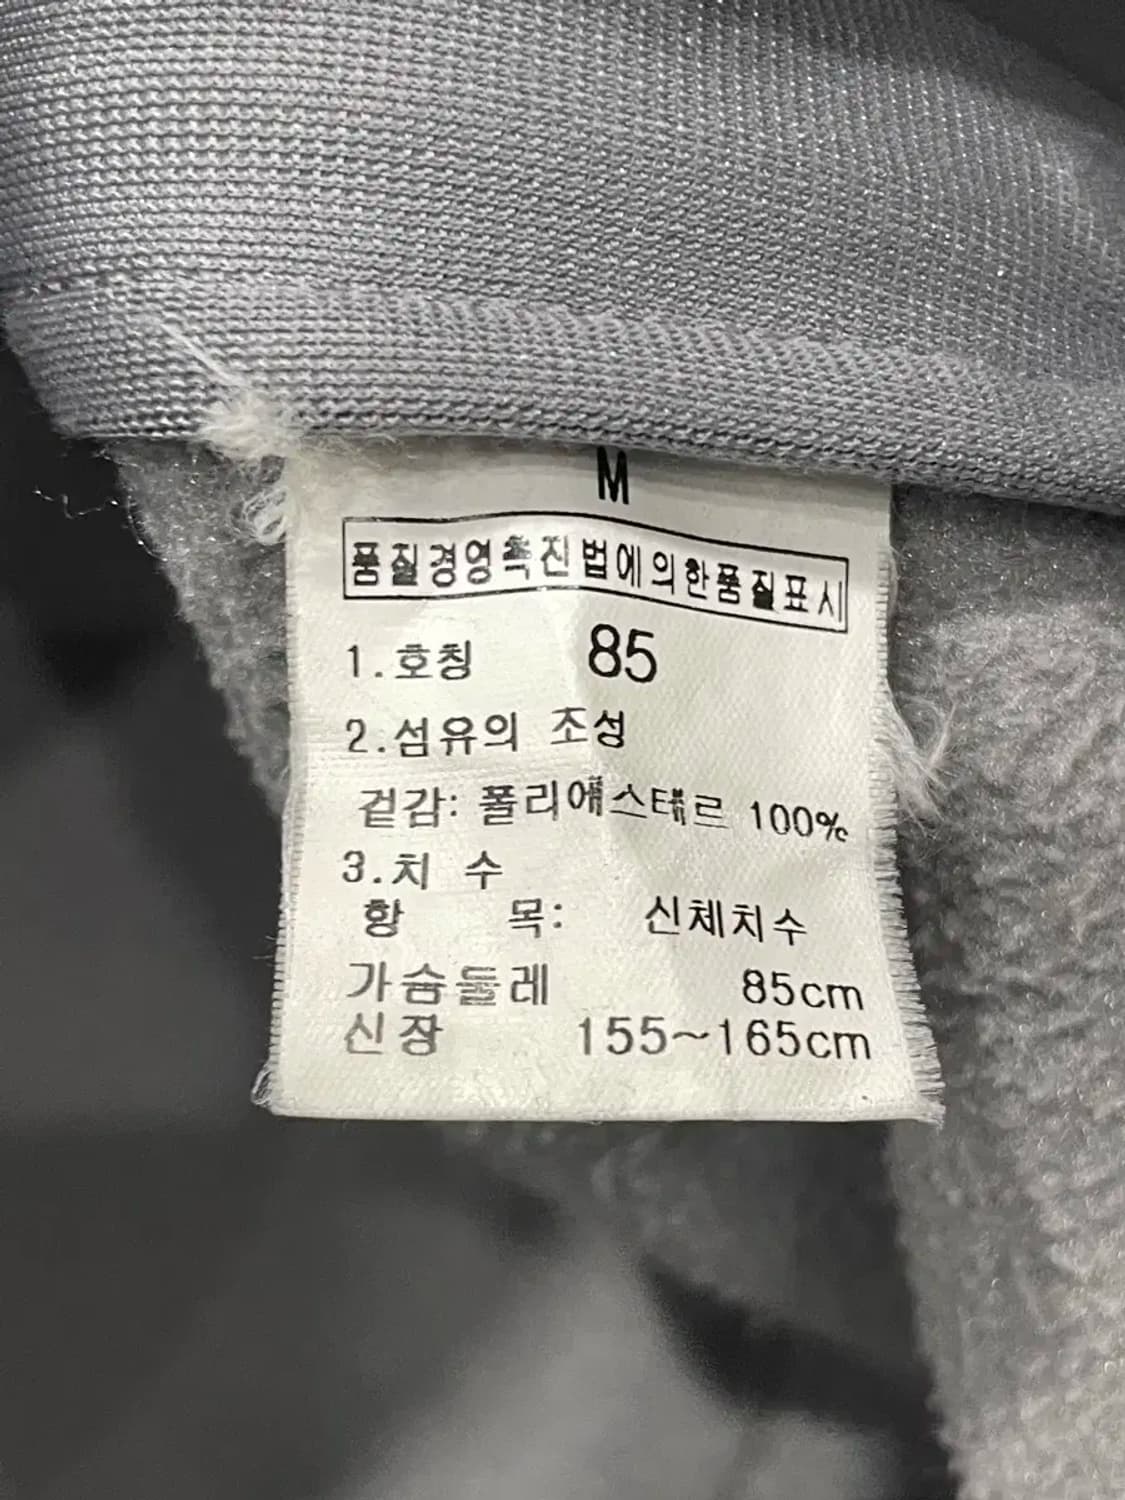 M
품질경영촉진법에의한품질표시
1.호칭 85
2.섬유의 조성
겉감: 폴리에스테르 100%
3.치 수
항 목: 신체치수
가슴둘레 85cm
신장 155~165cm